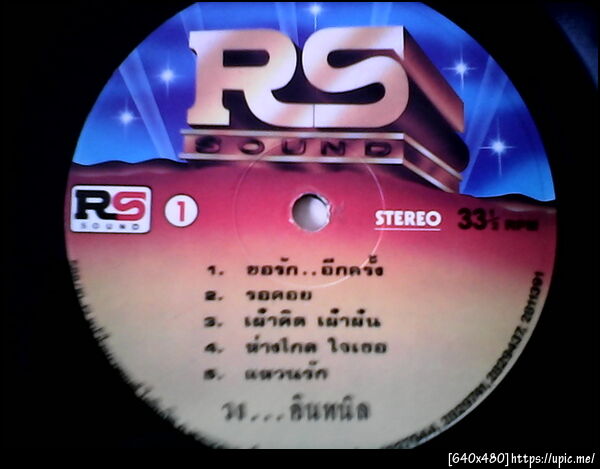 RS
SOUND
RS
SOUND
1
STEREO 33⅓ RPM
1. ขอรัก..อีกครั้ง
2. รอคอย
3. เฝ้าคิด เฝ้าฝัน
4. ห่างไกล ใจเธอ
5. แหวนรัก
วง...อินทนิล
[640x480]https://upic.me/